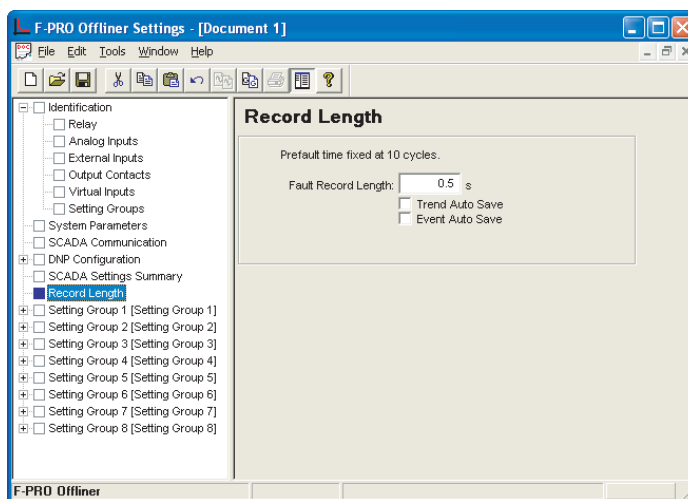 F-PRO Offliner Settings - [Document 1]
File Edit Tools Window Help
Identification
Relay
Analog Inputs
External Inputs
Output Contacts
Virtual Inputs
Setting Groups
System Parameters
SCADA Communication
DNP Configuration
SCADA Settings Summary
Record Length
Setting Group 1 [Setting Group 1]
Setting Group 2 [Setting Group 2]
Setting Group 3 [Setting Group 3]
Setting Group 4 [Setting Group 4]
Setting Group 5 [Setting Group 5]
Setting Group 6 [Setting Group 6]
Setting Group 7 [Setting Group 7]
Setting Group 8 [Setting Group 8]
Record Length
Prefault time fixed at 10 cycles.
Fault Record Length: 0.5 s
Trend Auto Save
Event Auto Save
F-PRO Offliner